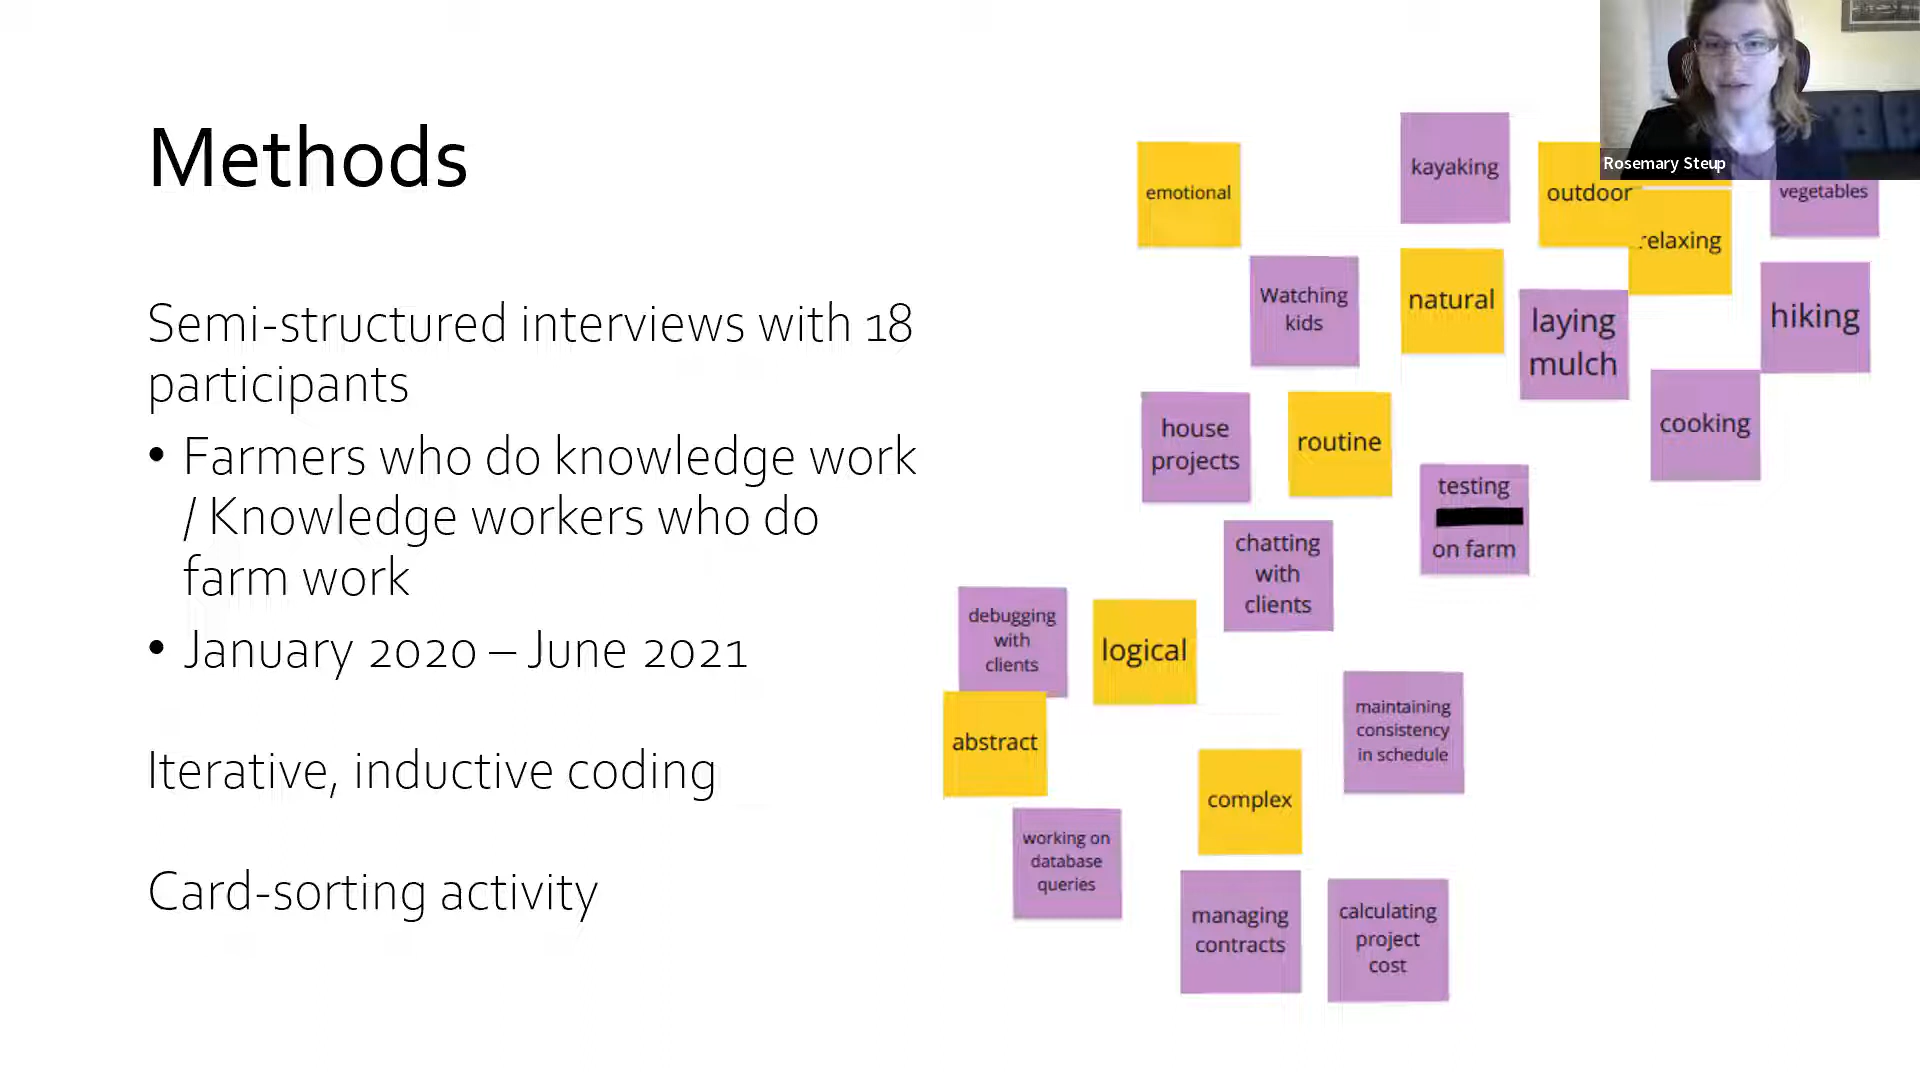 Methods
Semi-structured interviews with 18
participants
• Farmers who do knowledge work
/ Knowledge workers who do
farm work
• January 2020 – June 2021
Iterative, inductive coding
Card-sorting activity
Rosemary Steup
emotional
kayaking
outdoor
relaxing
vegetables
Watching
kids
natural
laying
mulch
hiking
cooking
house
projects
routine
testing
on farm
chatting
with
clients
debugging
with
clients
logical
abstract
maintaining
consistency
in schedule
complex
working on
database
queries
managing
contracts
calculating
project
cost